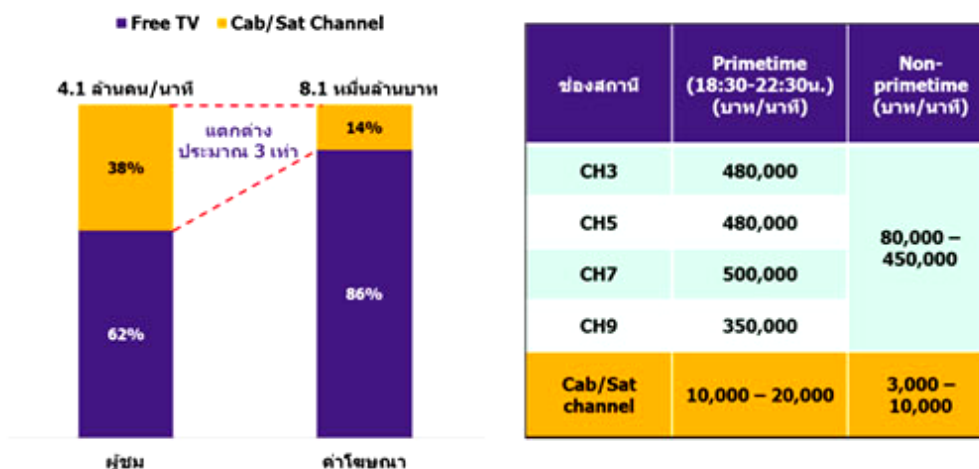 Free TV Cab/Sat Channel
4.1 ล้านคน/นาที
8.1 หมื่นล้านบาท
แตกต่าง
ประมาณ 3 เท่า
38%
14%
62%
86%
ผู้ชม
ค่าโฆษณา
ช่องสถานี
Primetime
(18:30-22:30น.)
(บาท/นาที)
Non-
primetime
(บาท/นาที)
CH3 480,000
CH5 480,000
CH7 500,000
CH9 350,000
80,000 –
450,000
Cab/Sat
channel
10,000 – 20,000
3,000 –
10,000